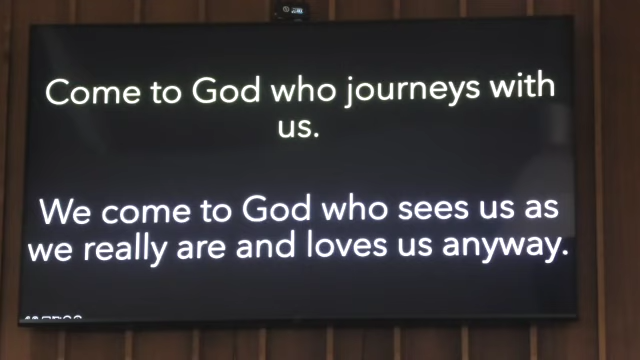 Come to God who journeys with
us.
We come to God who sees us as
we really are and loves us anyway.